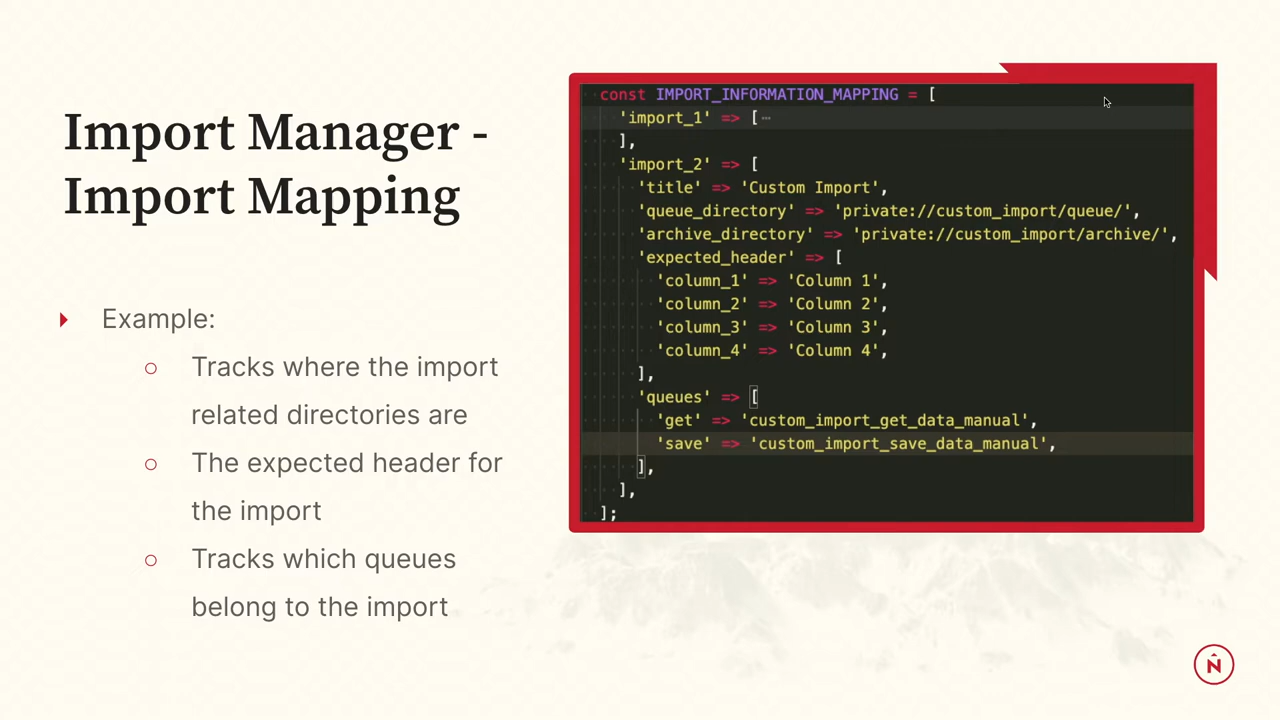 Import Manager -
Import Mapping
Example:
Tracks where the import
related directories are
The expected header for
the import
Tracks which queues
belong to the import
const IMPORT_INFORMATION_MAPPING = [
'import_1' => [⋯
],
'import_2' => [
'title' => 'Custom Import',
'queue_directory' => 'private://custom_import/queue/',
'archive_directory' => 'private://custom_import/archive/',
'expected_header' => [
'column_1' => 'Column 1',
'column_2' => 'Column 2',
'column_3' => 'Column 3',
'column_4' => 'Column 4',
],
'queues' => [
'get' => 'custom_import_get_data_manual',
'save' => 'custom_import_save_data_manual',
],
],
];
N